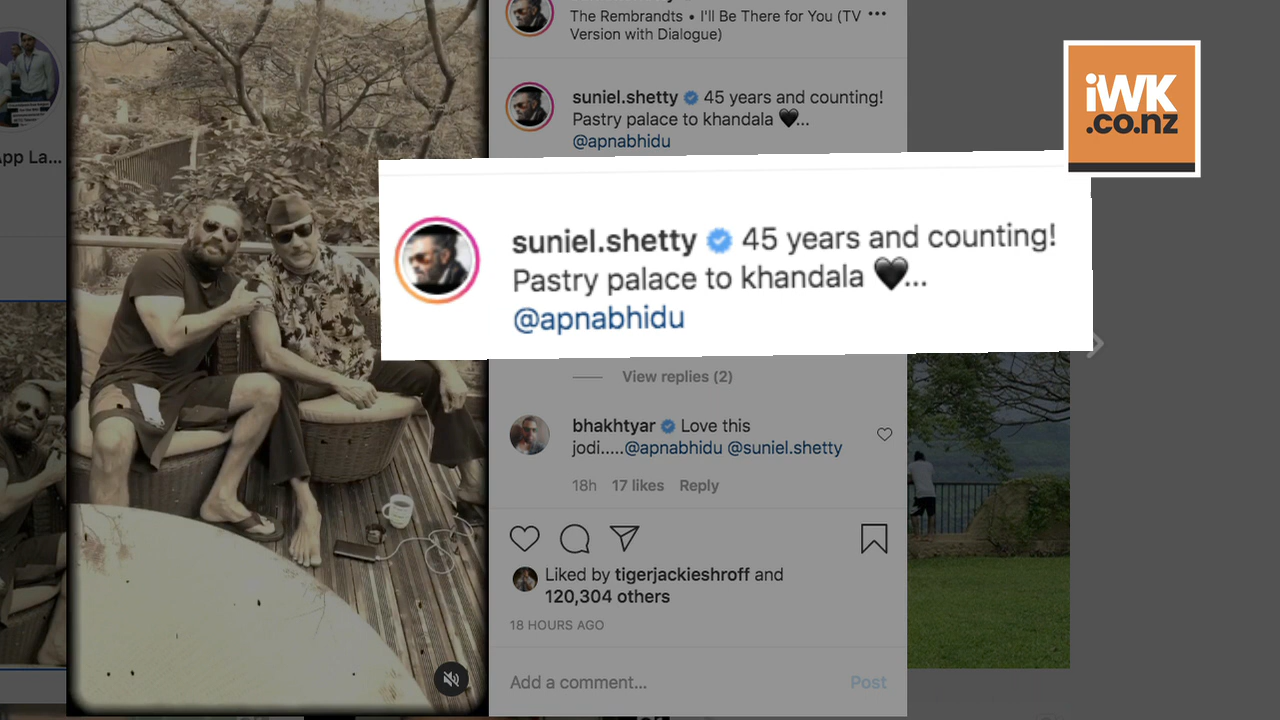 The Rembrandts • I'll Be There for You (TV ...
Version with Dialogue)
iWK
.co.nz
suniel.shetty 45 years and counting!
Pastry palace to khandala 🖤...
@apnabhidu
App La...
suniel.shetty 45 years and counting!
Pastry palace to khandala 🖤...
@apnabhidu
View replies (2)
bhakhtyar Love this
jodi.....@apnabhidu @suniel.shetty
18h 17 likes Reply
Liked by tigerjackieshroff and
120,304 others
18 HOURS AGO
Add a comment... Post